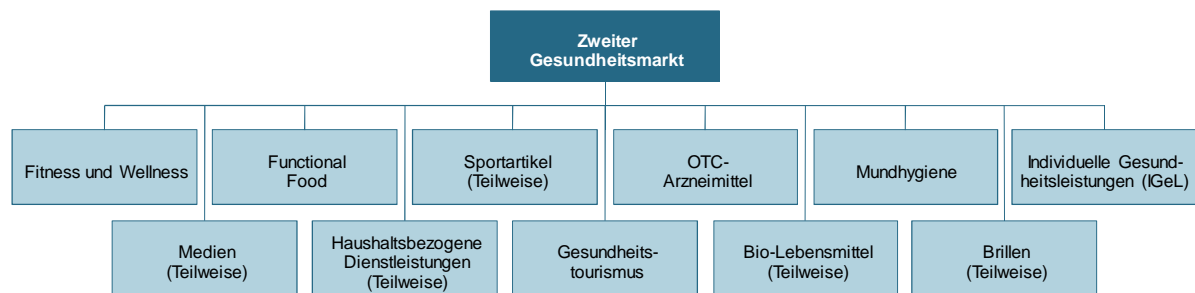 Zweiter
Gesundheitsmarkt
Fitness und Wellness
Functional
Food
Sportartikel
(Teilweise)
OTC-
Arzneimittel
Mundhygiene
Individuelle Gesund-
heitsleistungen (IGeL)
Medien
(Teilweise)
Haushaltsbezogene
Dienstleistungen
(Teilweise)
Gesundheits-
tourismus
Bio-Lebensmittel
(Teilweise)
Brillen
(Teilweise)